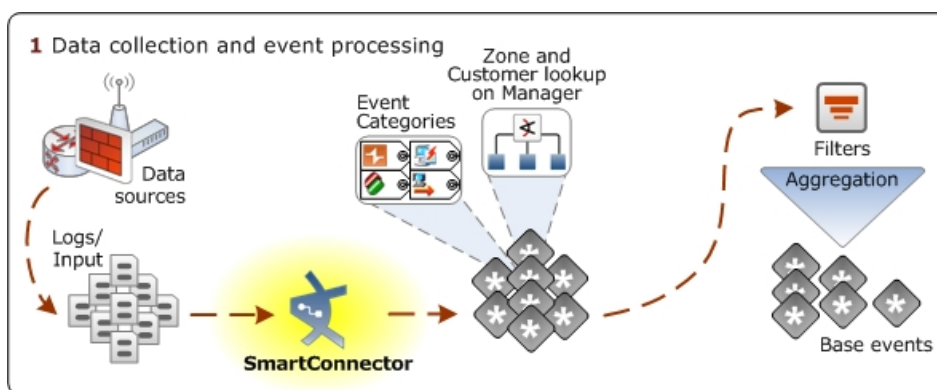 1 Data collection and event processing
Zone and
Customer lookup
on Manager
Event
Categories
Data
sources
Filters
Aggregation
Logs/
Input
SmartConnector
Base events